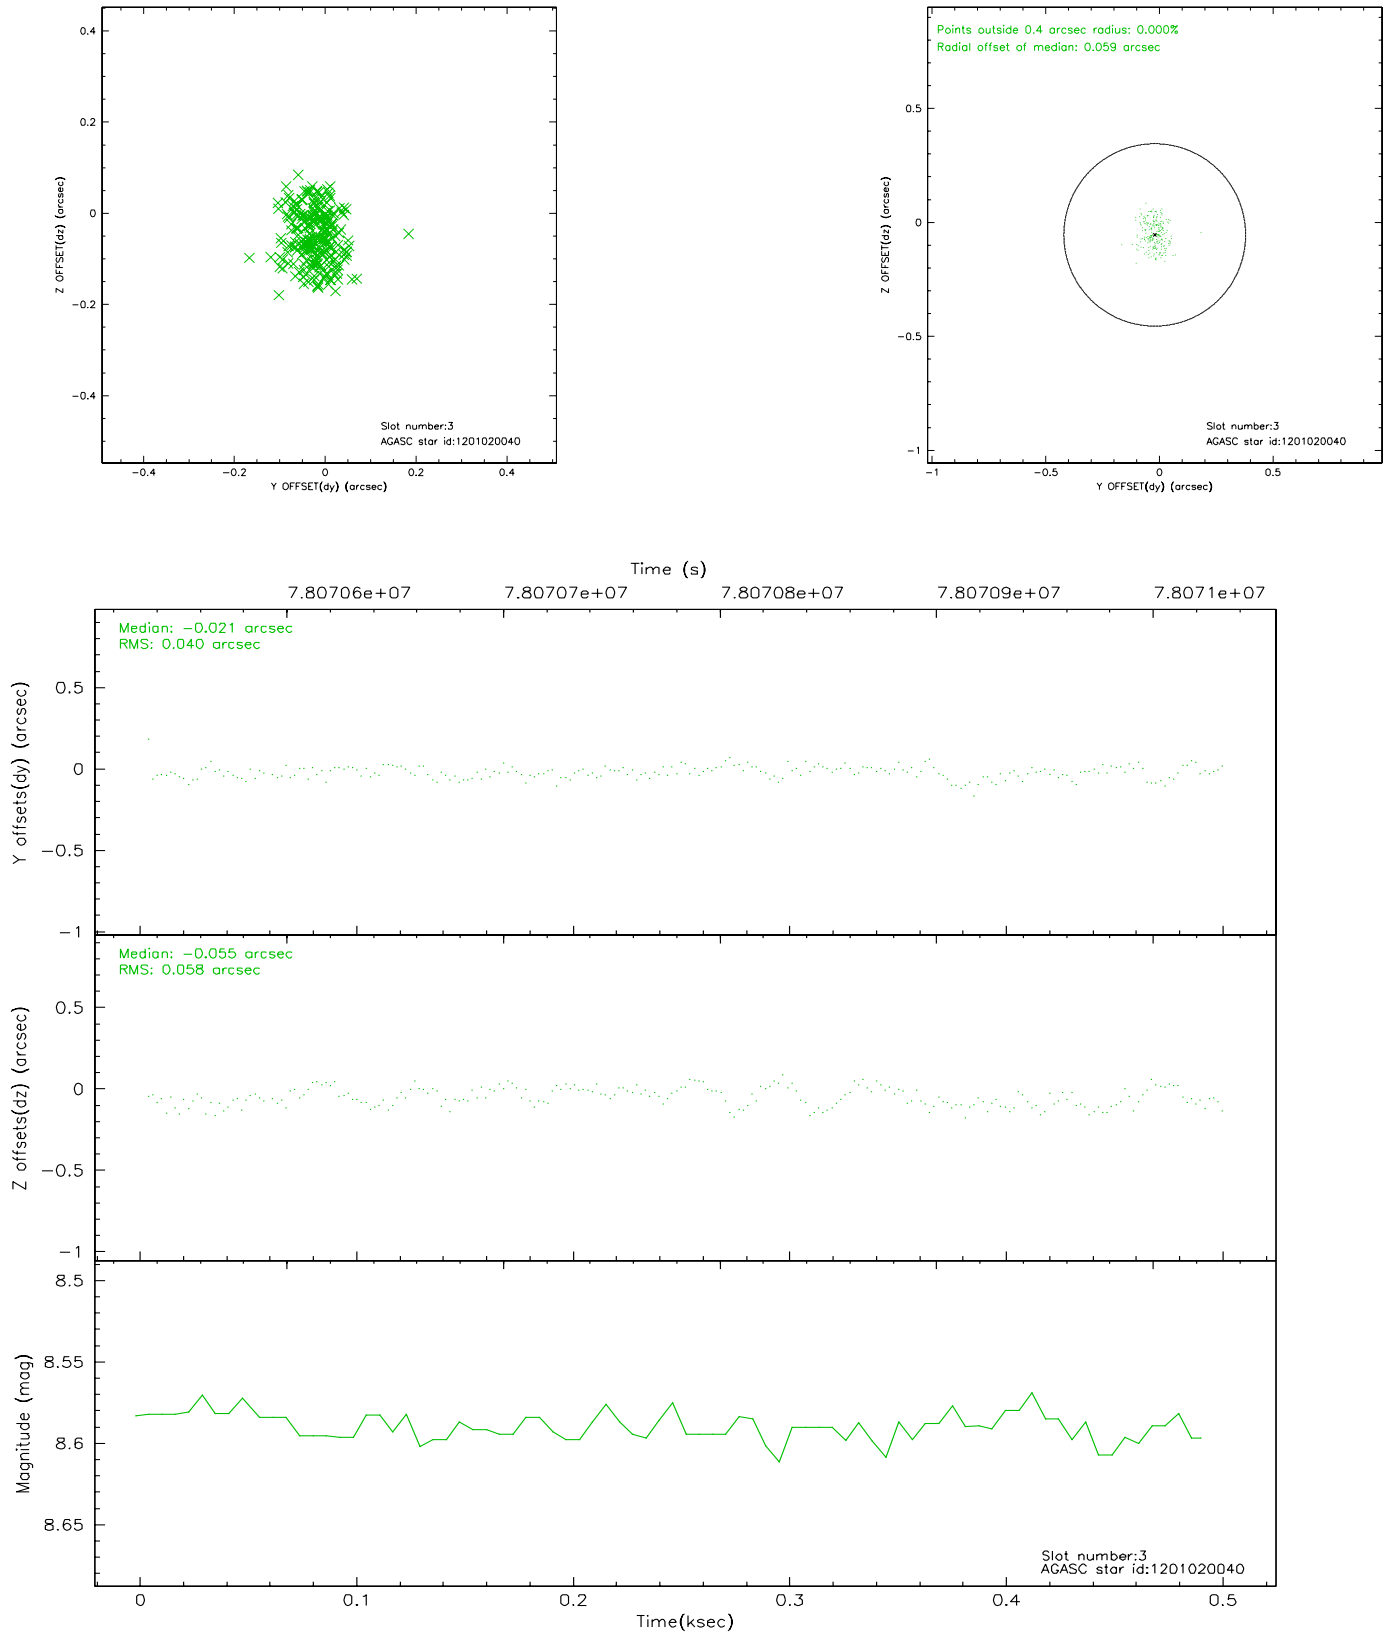 0.4
0.2
0
-0.2
-0.4
Z OFFSET(dz) (arcsec)
Slot number:3
AGASC star id:1201020040
-0.4 -0.2 0 0.2 0.4
Y OFFSET(dy) (arcsec)
Points outside 0.4 arcsec radius: 0.000%
Radial offset of median: 0.059 arcsec
0.5
0
-0.5
-1
Z OFFSET(dz) (arcsec)
Slot number:3
AGASC star id:1201020040
-1 -0.5 0 0.5
Y OFFSET(dy) (arcsec)
Time (s)
7.80706e+07 7.80707e+07 7.80708e+07 7.80709e+07 7.8071e+07
Median: -0.021 arcsec
RMS: 0.040 arcsec
0.5
0
-0.5
-1
Y offsets(dy) (arcsec)
Median: -0.055 arcsec
RMS: 0.058 arcsec
0.5
0
-0.5
-1
Z offsets(dz) (arcsec)
8.5
8.55
8.6
8.65
Magnitude (mag)
Slot number:3
AGASC star id:1201020040
0 0.1 0.2 0.3 0.4 0.5
Time(ksec)